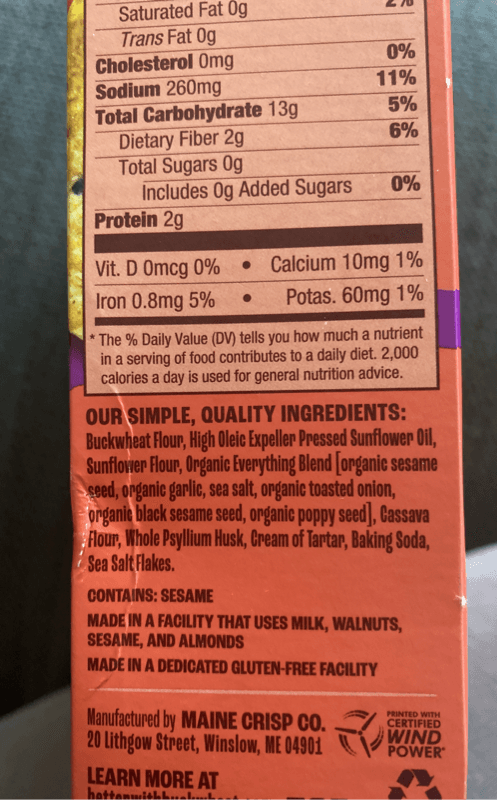 Saturated Fat 0g
Trans Fat 0g
Cholesterol 0mg 0%
Sodium 260mg 11%
Total Carbohydrate 13g 5%
Dietary Fiber 2g 6%
Total Sugars 0g
Includes 0g Added Sugars 0%
Protein 2g
Vit. D 0mcg 0% • Calcium 10mg 1%
Iron 0.8mg 5% • Potas. 60mg 1%
* The % Daily Value (DV) tells you how much a nutrient
in a serving of food contributes to a daily diet. 2,000
calories a day is used for general nutrition advice.
OUR SIMPLE, QUALITY INGREDIENTS:
Buckwheat Flour, High Oleic Expeller Pressed Sunflower Oil,
Sunflower Flour, Organic Everything Blend [organic sesame
seed, organic garlic, sea salt, organic toasted onion,
organic black sesame seed, organic poppy seed], Cassava
Flour, Whole Psyllium Husk, Cream of Tartar, Baking Soda,
Sea Salt Flakes.
CONTAINS: SESAME
MADE IN A FACILITY THAT USES MILK, WALNUTS,
SESAME, AND ALMONDS
MADE IN A DEDICATED GLUTEN-FREE FACILITY
Manufactured by MAINE CRISP CO.
20 Lithgow Street, Winslow, ME 04901
PRINTED WITH
CERTIFIED
WIND
POWER
LEARN MORE AT